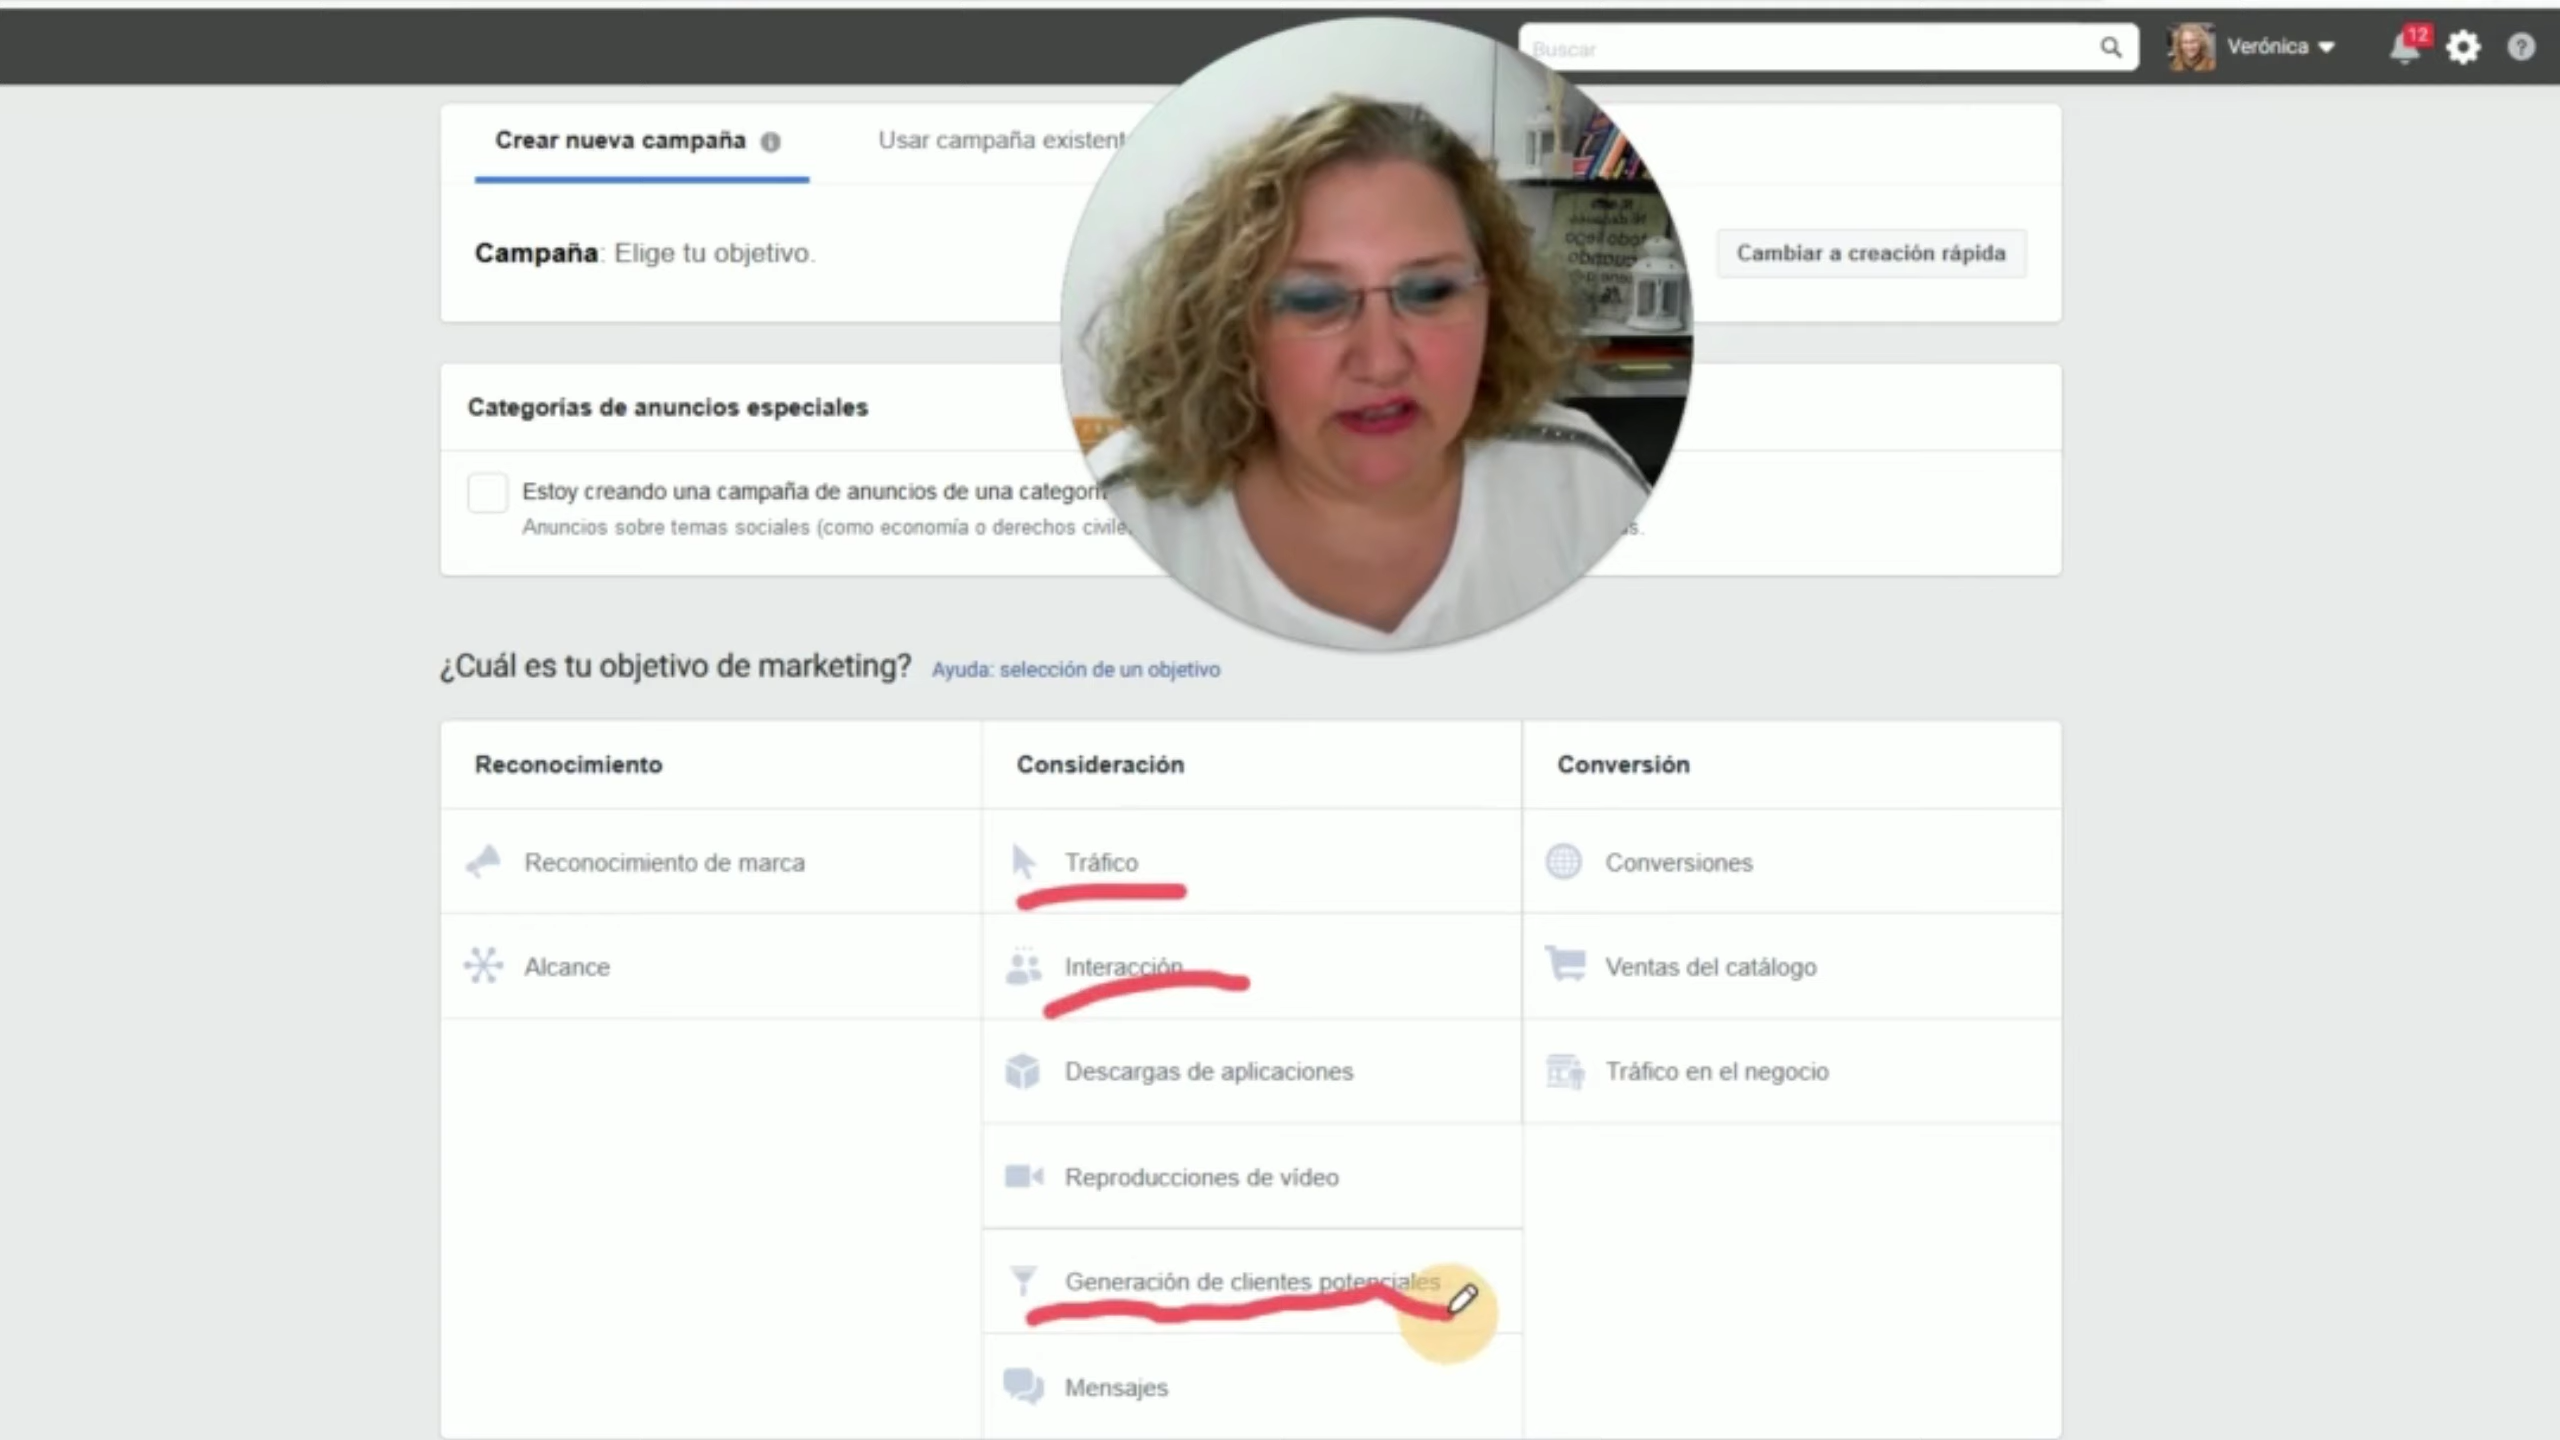 Buscar
Verónica
12
?
Crear nueva campaña
Usar campaña existent
Campaña: Elige tu objetivo.
Cambiar a creación rápida
Categorías de anuncios especiales
Estoy creando una campaña de anuncios de una categorí
Anuncios sobre temas sociales (como economía o derechos civile
s.
¿Cuál es tu objetivo de marketing?
Ayuda: selección de un objetivo
Reconocimiento
Consideración
Conversión
Reconocimiento de marca
Tráfico
Conversiones
Alcance
Interacción
Ventas del catálogo
Descargas de aplicaciones
Tráfico en el negocio
Reproducciones de vídeo
Generación de clientes potenciales
Mensajes